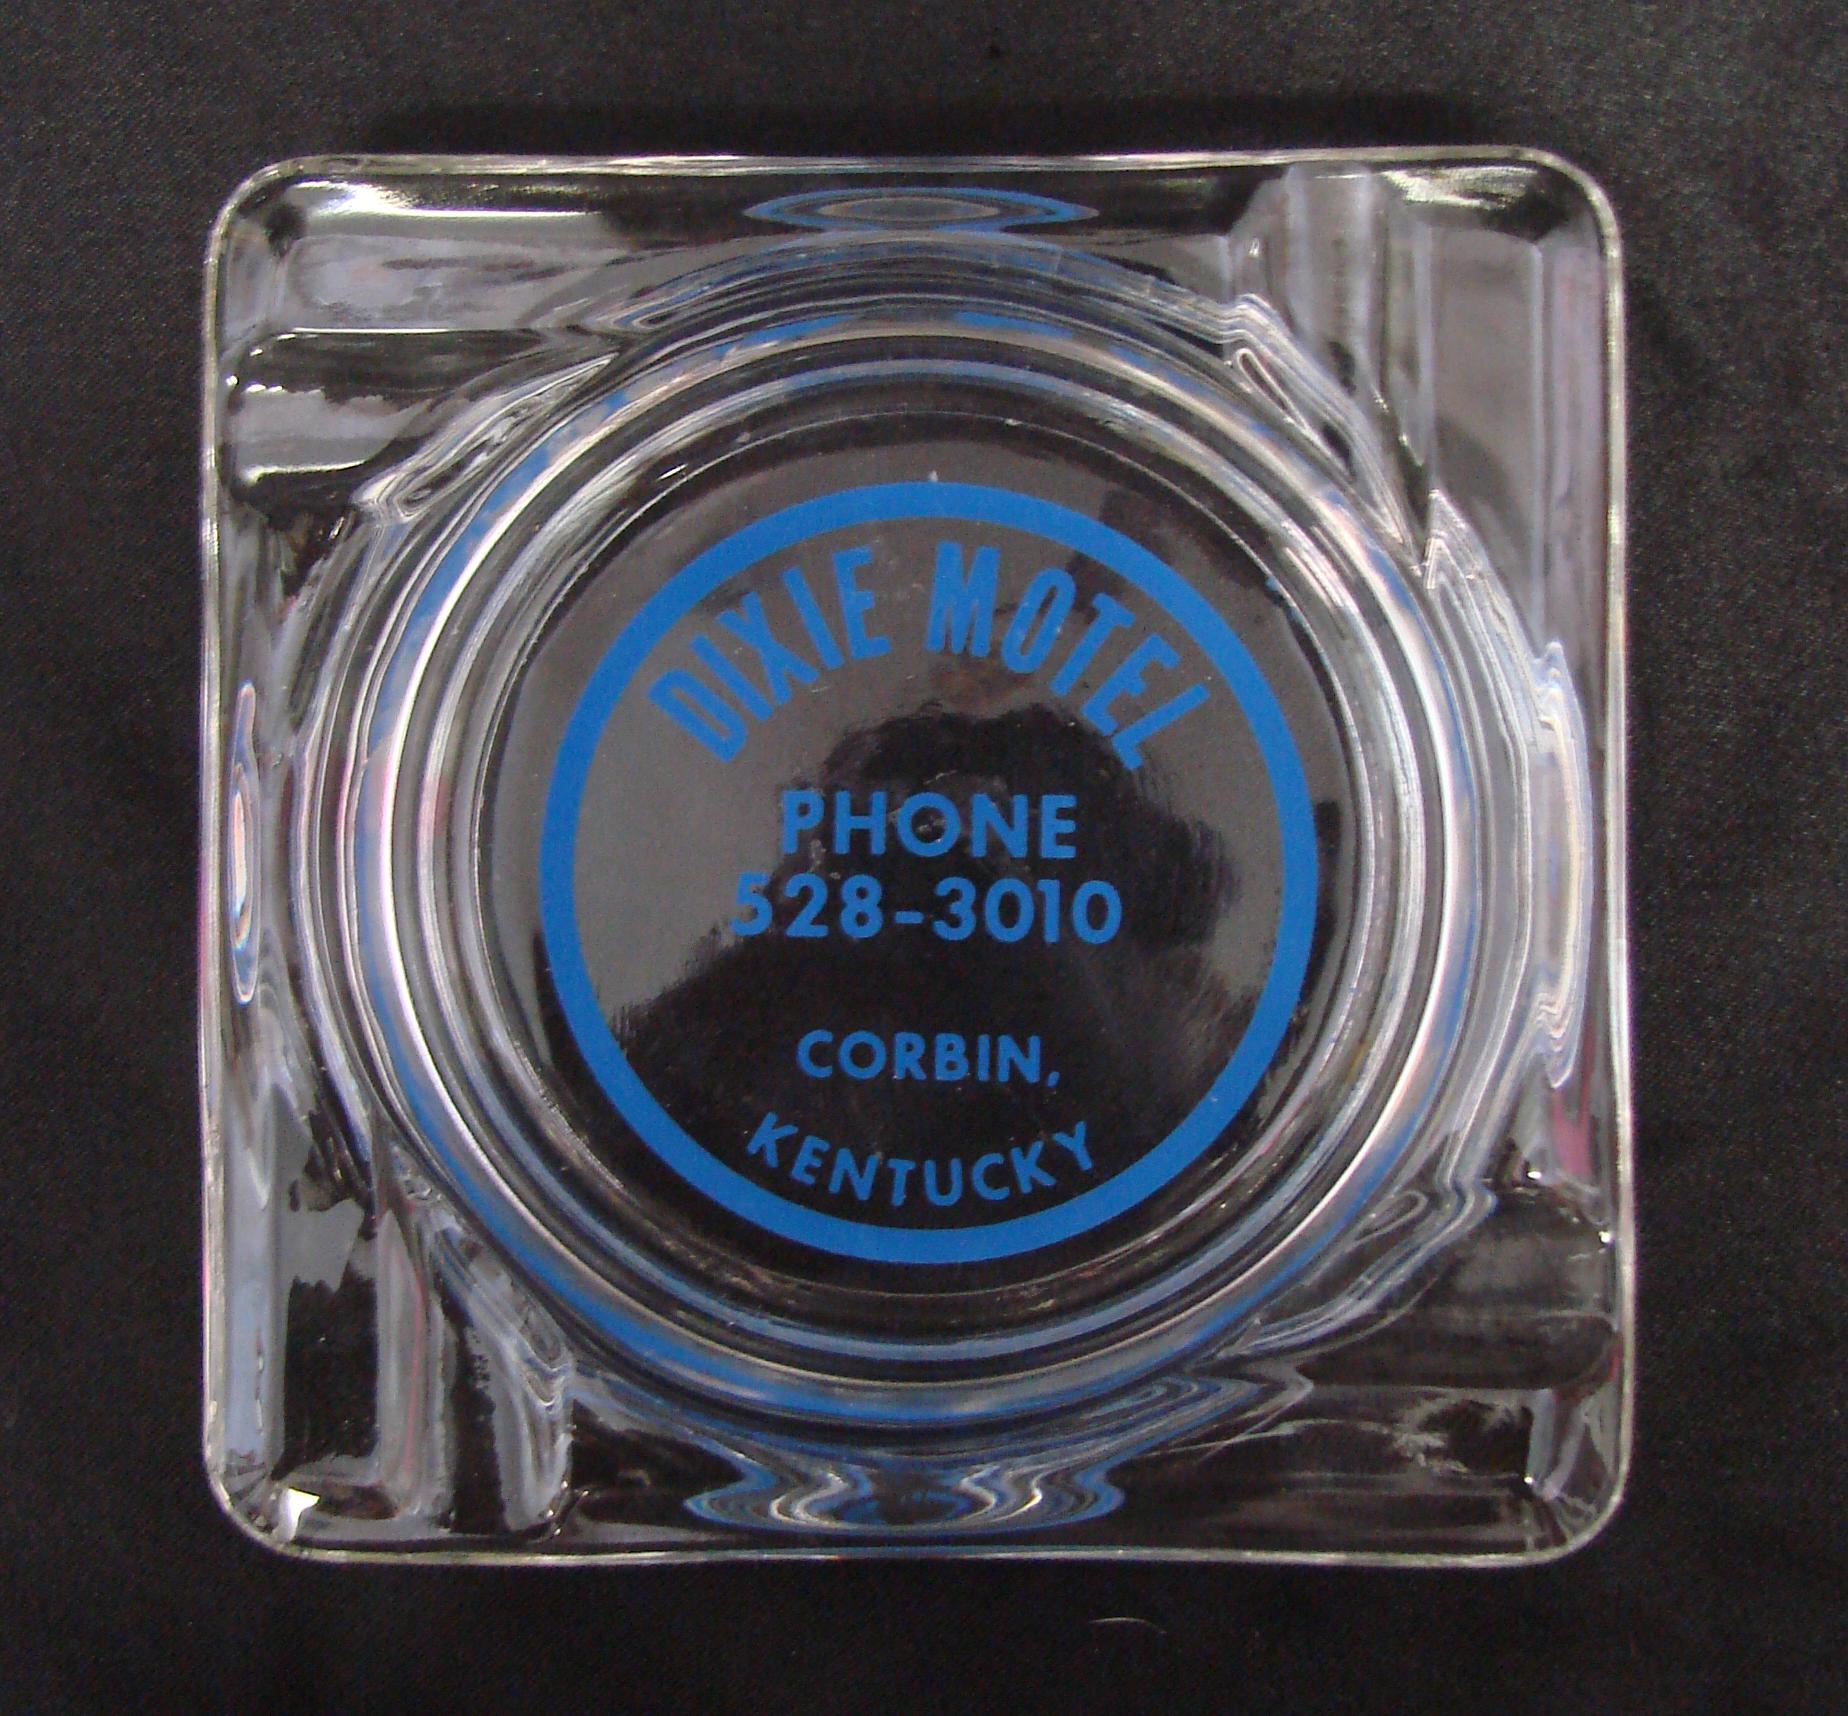 DIXIE MOTEL
PHONE
528-3010
CORBIN,
KENTUCKY